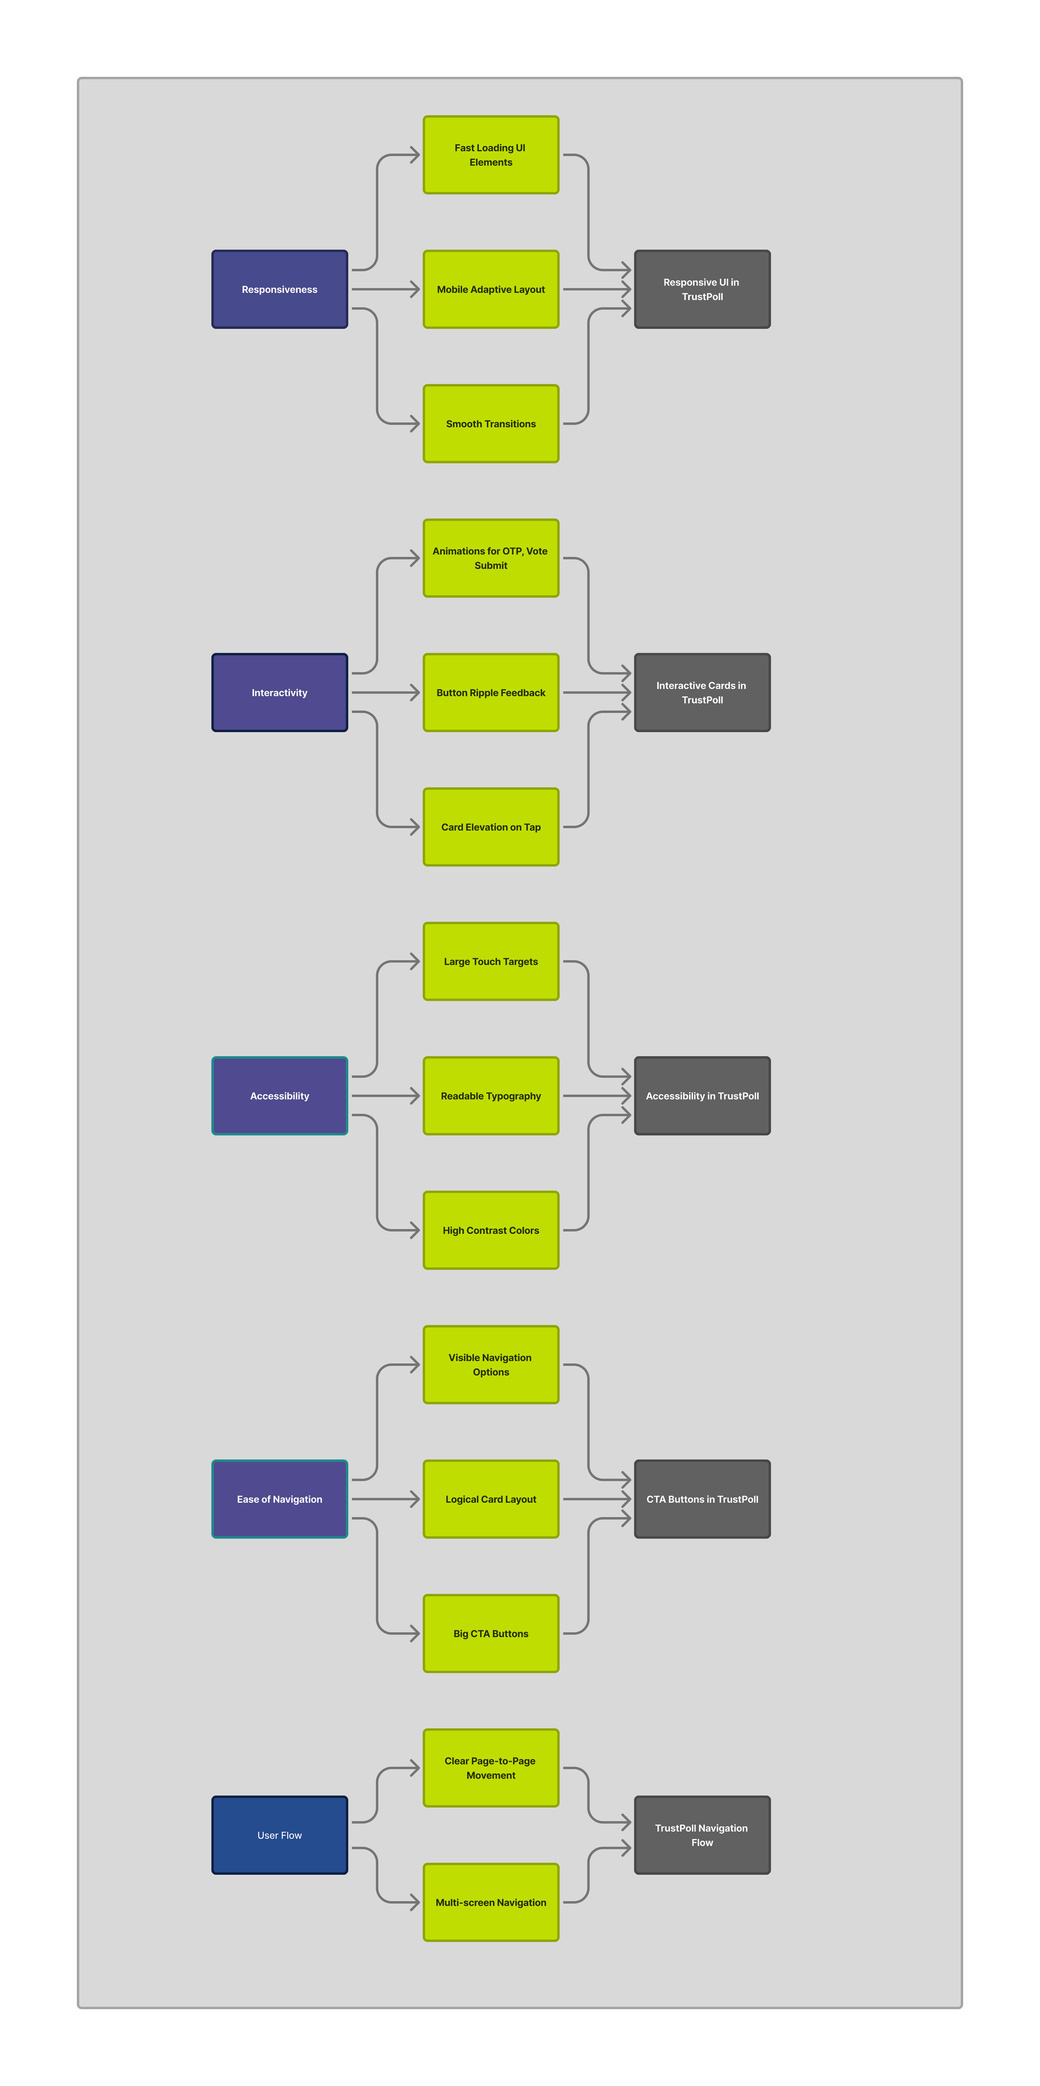 Fast Loading UI
Elements
Responsiveness
Mobile Adaptive Layout
Responsive UI in
TrustPoll
Smooth Transitions
Animations for OTP, Vote
Submit
Interactivity
Button Ripple Feedback
Interactive Cards in
TrustPoll
Card Elevation on Tap
Large Touch Targets
Accessibility
Readable Typography
Accessibility in TrustPoll
High Contrast Colors
Visible Navigation
Options
Ease of Navigation
Logical Card Layout
CTA Buttons in TrustPoll
Big CTA Buttons
Clear Page-to-Page
Movement
User Flow
TrustPoll Navigation
Flow
Multi-screen Navigation